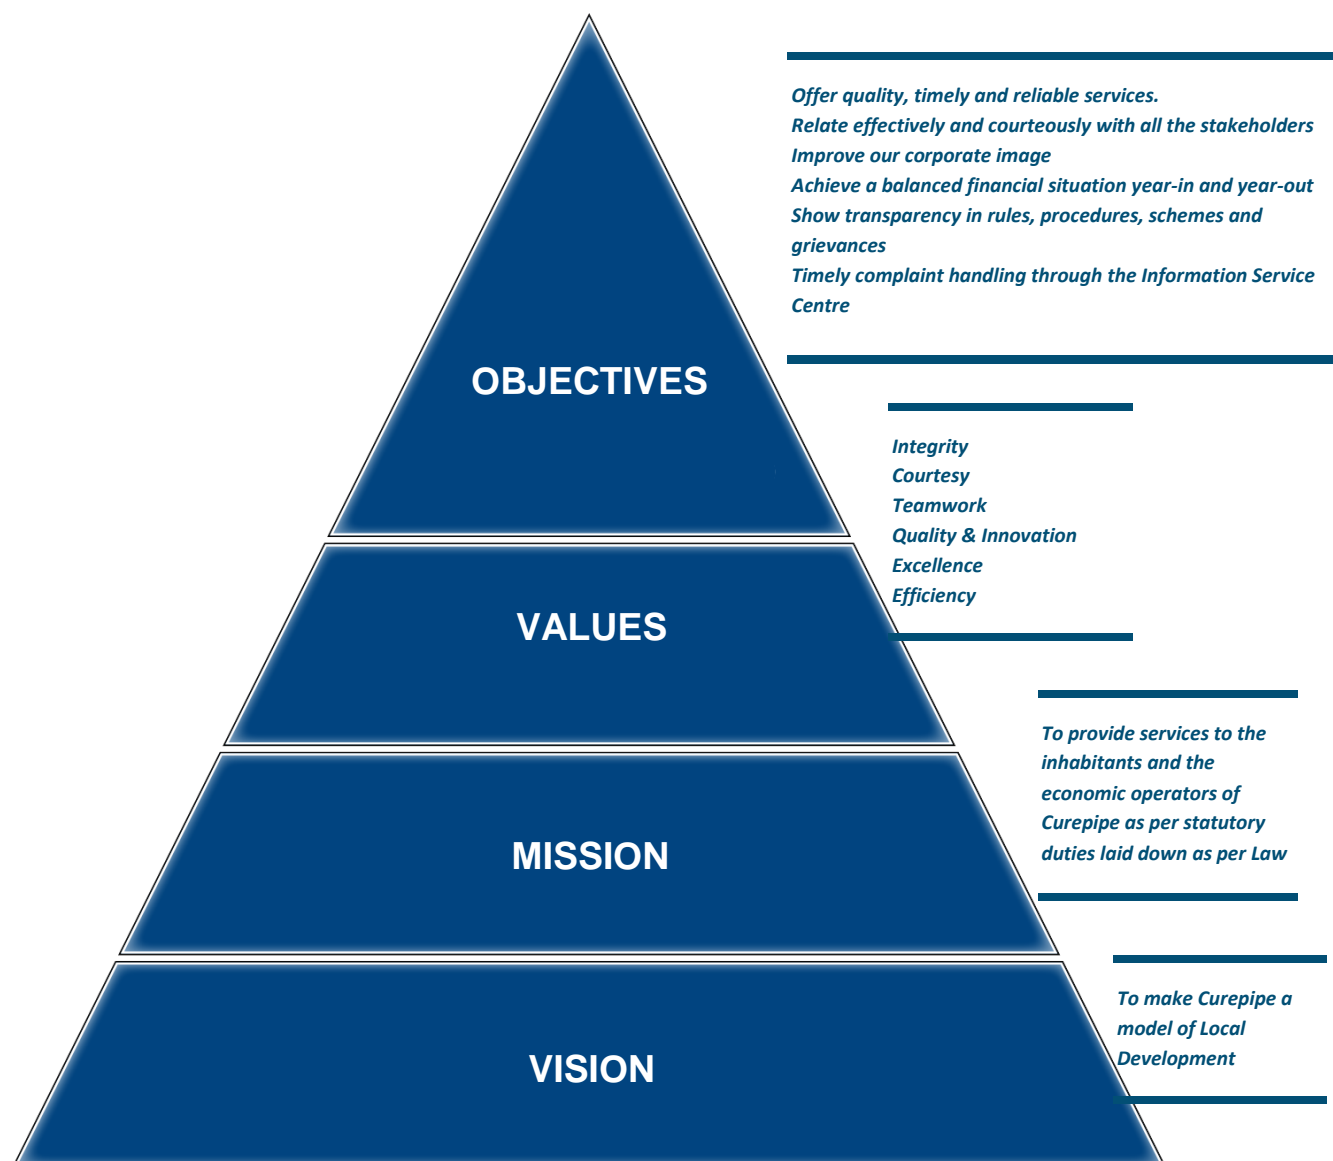 Offer quality, timely and reliable services.
Relate effectively and courteously with all the stakeholders
Improve our corporate image
Achieve a balanced financial situation year-in and year-out
Show transparency in rules, procedures, schemes and
grievances
Timely complaint handling through the Information Service
Centre
OBJECTIVES
Integrity
Courtesy
Teamwork
Quality & Innovation
Excellence
Efficiency
VALUES
To provide services to the
inhabitants and the
economic operators of
Curepipe as per statutory
duties laid down as per Law
MISSION
To make Curepipe a
model of Local
Development
VISION